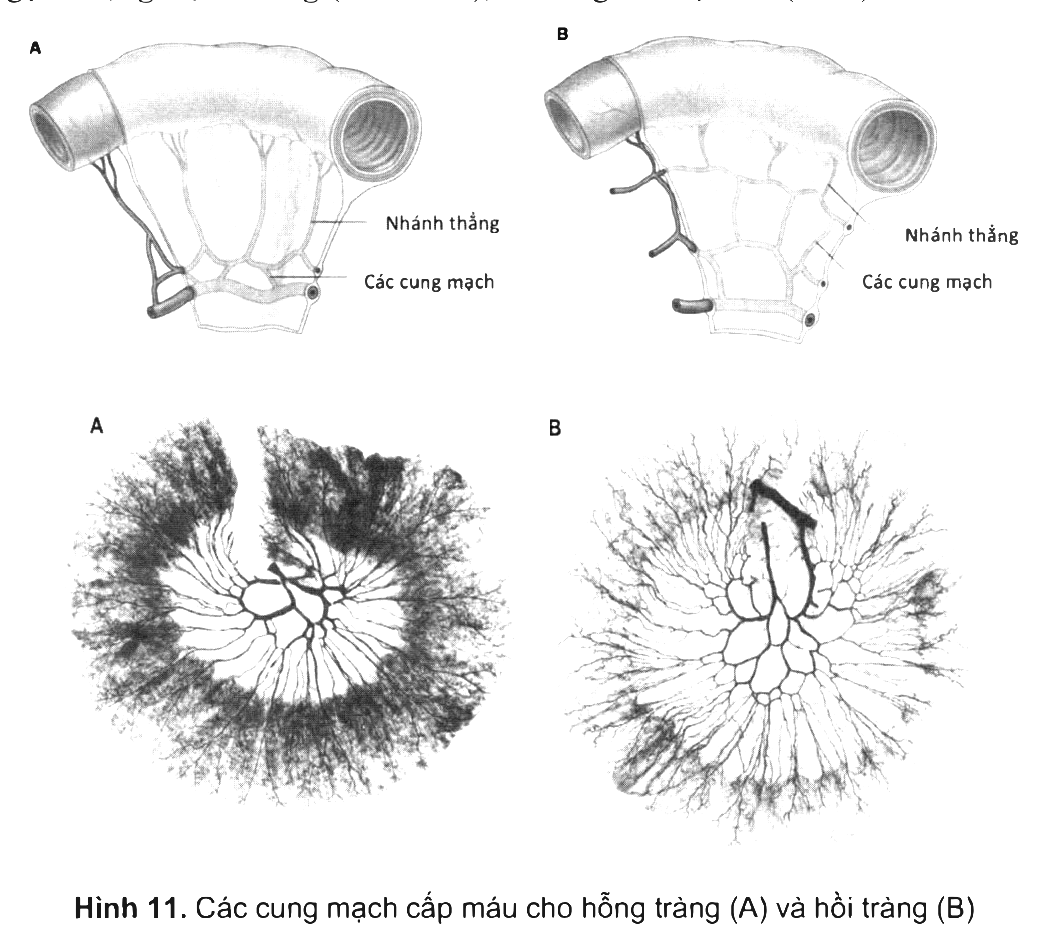 A
B
Nhánh thẳng
Các cung mạch
Nhánh thẳng
Các cung mạch
A
B
Hình 11. Các cung mạch cấp máu cho hỗng tràng (A) và hồi tràng (B)